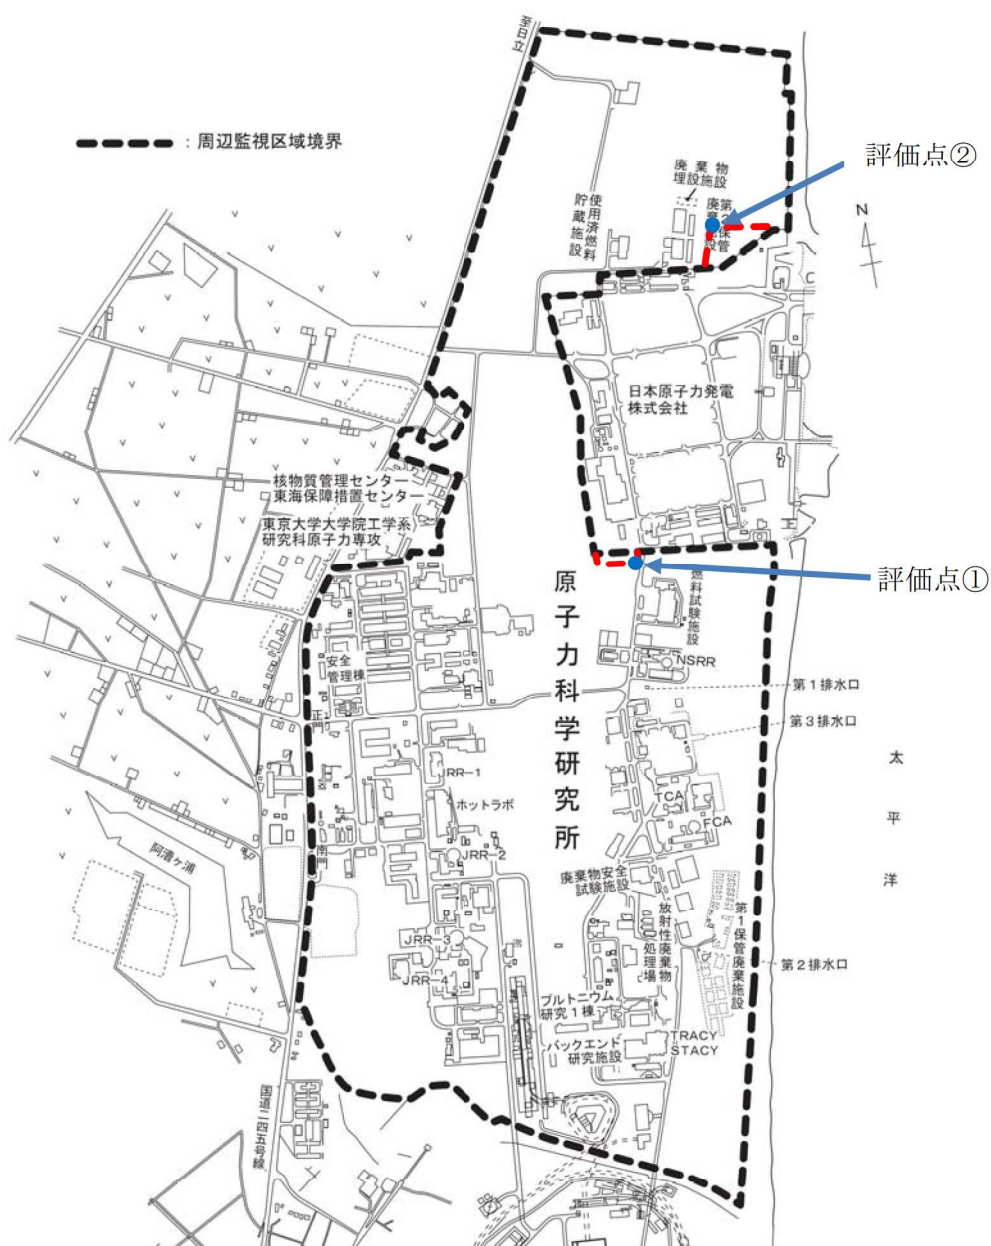 至日立
：周辺監視区域境界
評価点②
廃棄物
埋設施設
使用済燃料
貯蔵施設
N
日本原子力発電
株式会社
核物質管理センター
東海保障措置センター
東京大学大学院工学系
研究科原子力専攻
評価点①
原子力科学研究所
燃料試験施設
安全
管理棟
NSRR
第1排水口
正門
第3排水口
太平洋
JRR-1
ホットラボ
TCA
FCA
阿漕ヶ浦
南門
JRR-2
廃棄物安全
試験施設
放射性廃棄物
処理場
第1保管廃棄施設
JRR-3
第2排水口
JRR-4
プルトニウム
研究1棟
バックエンド
研究施設
TRACY
STACY
国道二四五号線